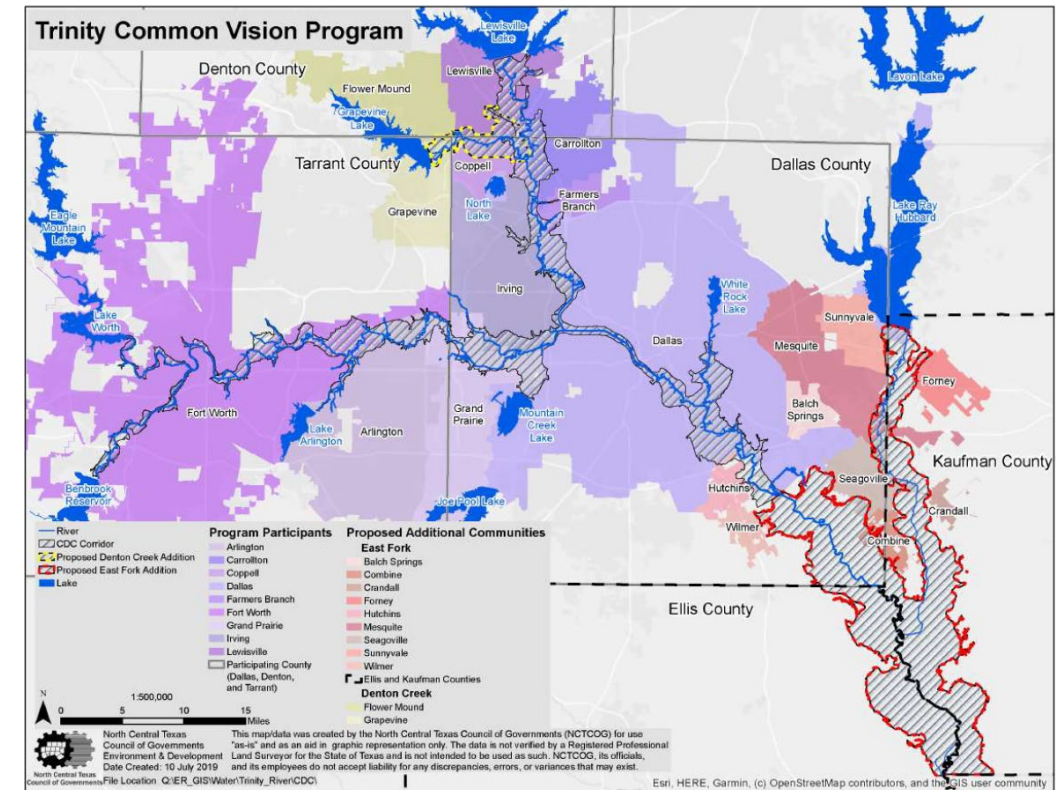 Trinity Common Vision Program
Lewisville
Lake
Denton County
Lewisville
Flower Mound
Lavon Lake
Grapevine
Lake
Carrollton
Tarrant County
Coppell
Dallas County
Farmers
Branch
North
Lake
Grapevine
Lake Ray
Hubbard
Eagle
Mountain
Lake
Irving
White
Rock
Lake
Lake
Worth
Sunnyvale
Dallas
Mesquite
Forney
Balch
Springs
Fort Worth
Grand
Prairie
Mountain
Creek
Lake
Lake
Arlington
Arlington
Kaufman County
Seagoville
Benbrook
Reservoir
Joe Pool Lake
Hutchins
Crandall
Wilmer
Combine
Ellis County
River
CDC Corridor
Proposed Denton Creek Addition
Proposed East Fork Addition
Lake
Program Participants
Arlington
Carrollton
Coppell
Dallas
Farmers Branch
Fort Worth
Grand Prairie
Irving
Lewisville
Participating County
(Dallas, Denton,
and Tarrant)
Proposed Additional Communities
East Fork
Balch Springs
Combine
Crandall
Forney
Hutchins
Mesquite
Seagoville
Sunnyvale
Wilmer
Ellis and Kaufman Counties
Denton Creek
Flower Mound
Grapevine
N
1:500,000
0 5 10 15
Miles
North Central Texas
Council of Governments
North Central Texas
Council of Governments
Environment & Development
Date Created: 10 July 2019
File Location Q:\ER_GIS\Water\Trinity_River\CDC\
This map/data was created by the North Central Texas Council of Governments (NCTCOG) for use
"as-is" and as an aid in graphic representation only. The data is not verified by a Registered Professional
Land Surveyor for the State of Texas and is not intended to be used as such. NCTCOG, its officials,
and its employees do not accept liability for any discrepancies, errors, or variances that may exist.
Esri, HERE, Garmin, (c) OpenStreetMap contributors, and the GIS user community